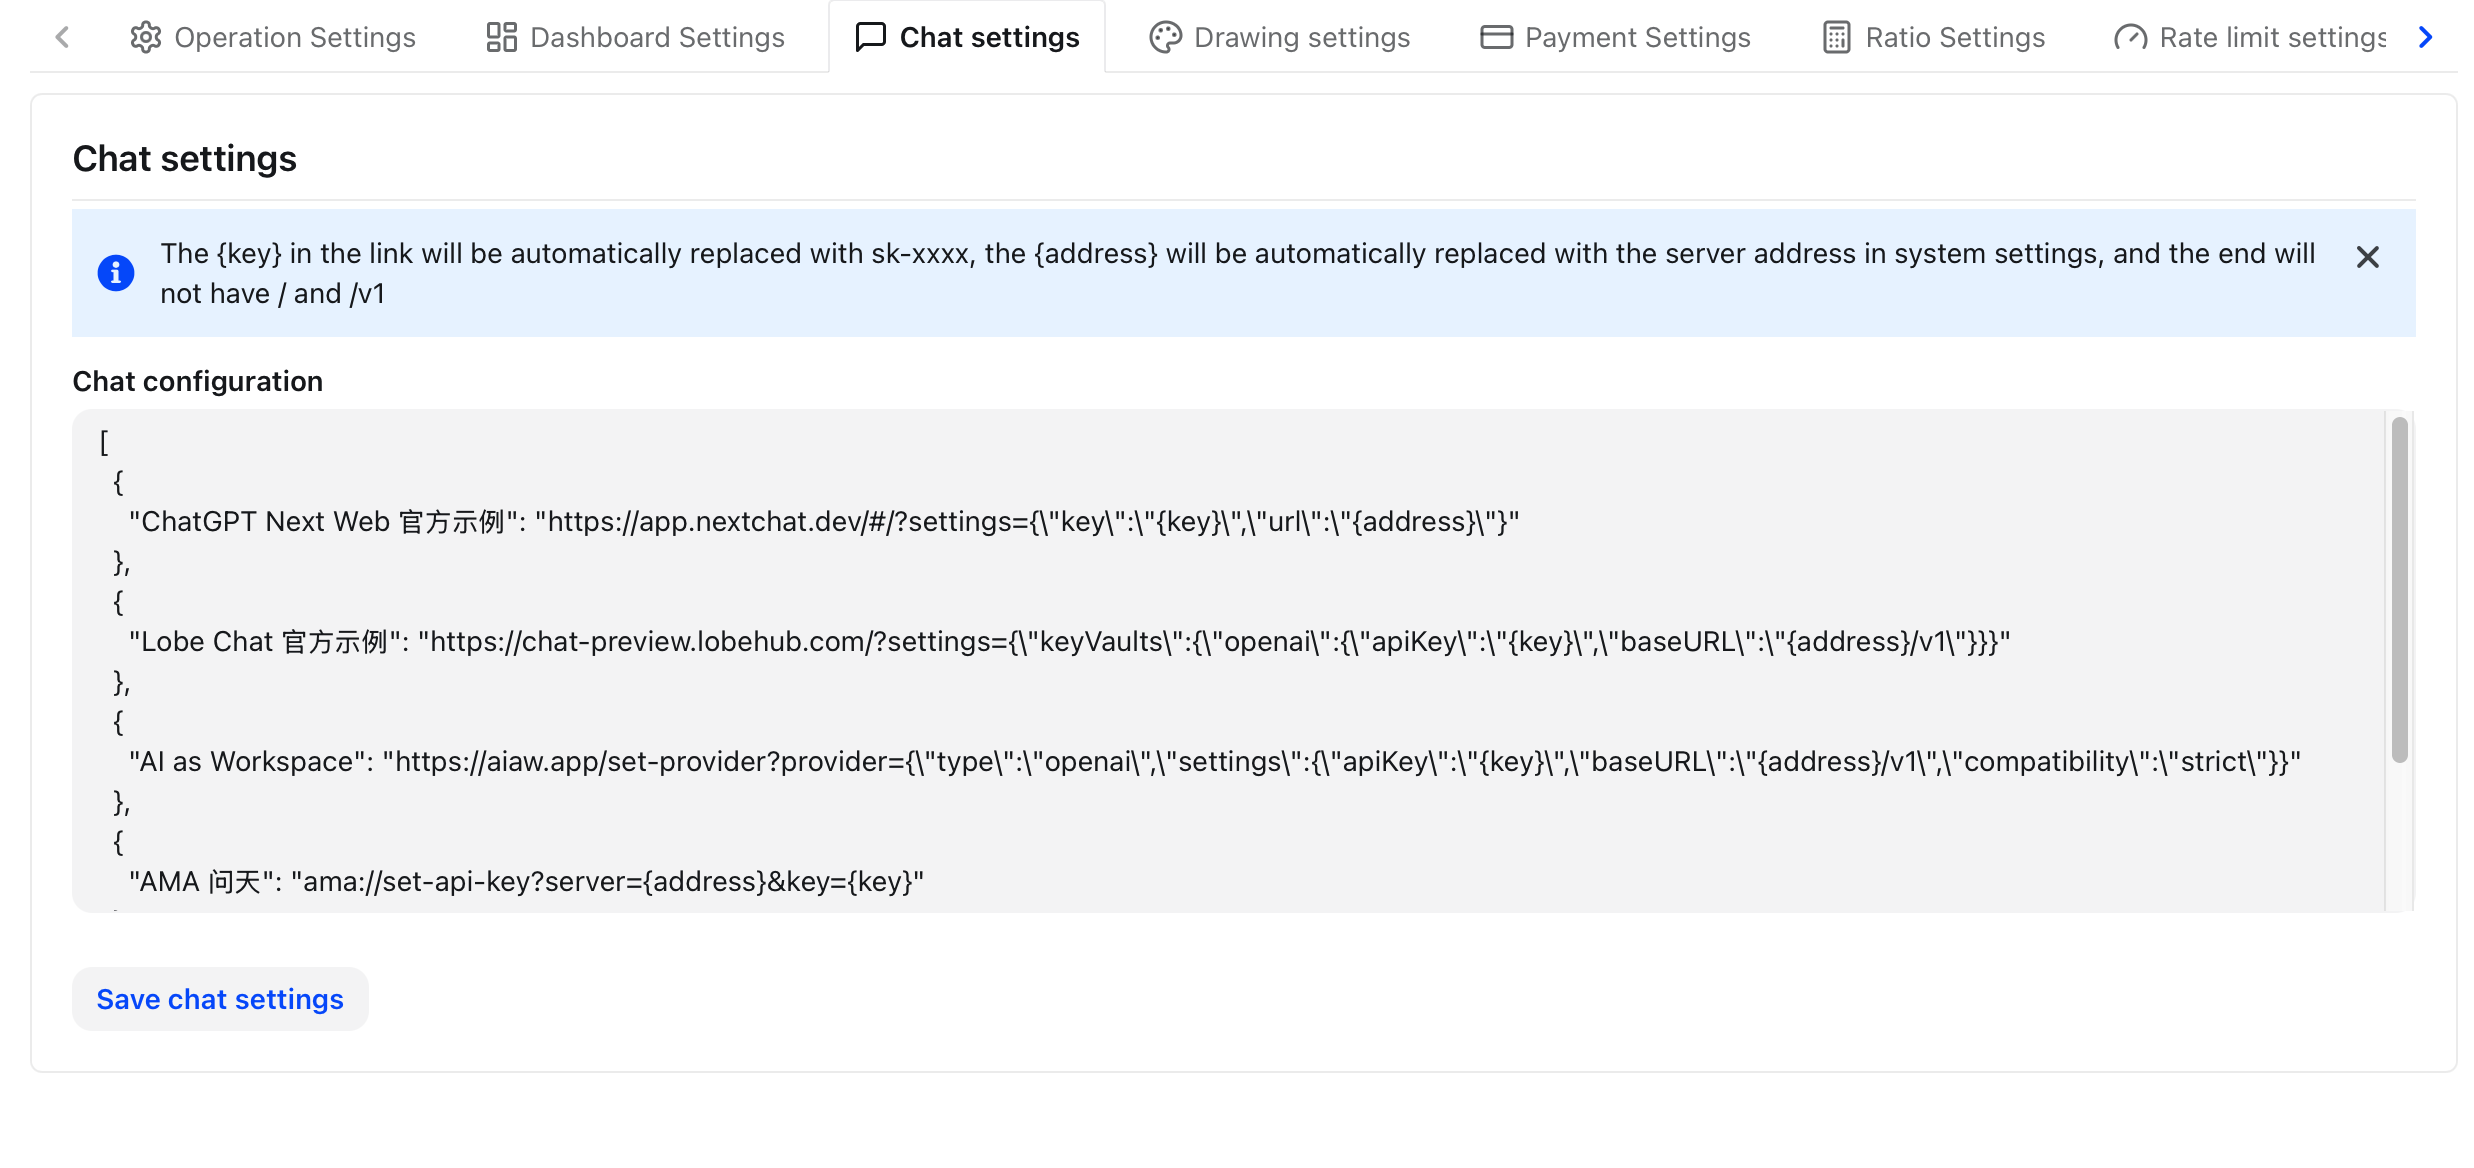 Operation Settings
Dashboard Settings
Chat settings
Drawing settings
Payment Settings
Ratio Settings
Rate limit settings
Chat settings
The {key} in the link will be automatically replaced with sk-xxxx, the {address} will be automatically replaced with the server address in system settings, and the end will
not have / and /v1
Chat configuration
[
{
"ChatGPT Next Web 官方示例": "https://app.nextchat.dev/#/?settings={\"key\":\"{key}\",\"url\":\"{address}\"}"
},
{
"Lobe Chat 官方示例": "https://chat-preview.lobehub.com/?settings={\"keyVaults\":{\"openai\":{\"apiKey\":\"{key}\",\"baseURL\":\"{address}/v1\"}}}"
},
{
"AI as Workspace": "https://aiaw.app/set-provider?provider={\"type\":\"openai\",\"settings\":{\"apiKey\":\"{key}\",\"baseURL\":\"{address}/v1\",\"compatibility\":\"strict\"}}"
},
{
"AMA 问天": "ama://set-api-key?server={address}&key={key}"
Save chat settings